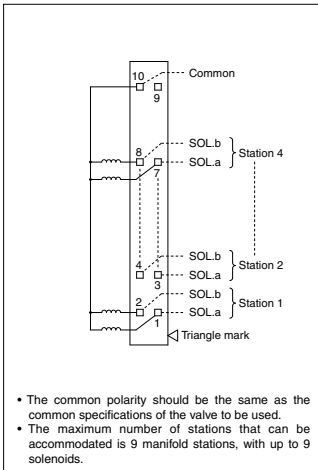 10
Common
9
SOL.b
8
SOL.a
Station 4
7
SOL.b
4
SOL.a
Station 2
3
SOL.b
2
SOL.a
Station 1
1
Triangle mark
• The common polarity should be the same as the
common specifications of the valve to be used.
• The maximum number of stations that can be
accommodated is 9 manifold stations, with up to 9
solenoids.